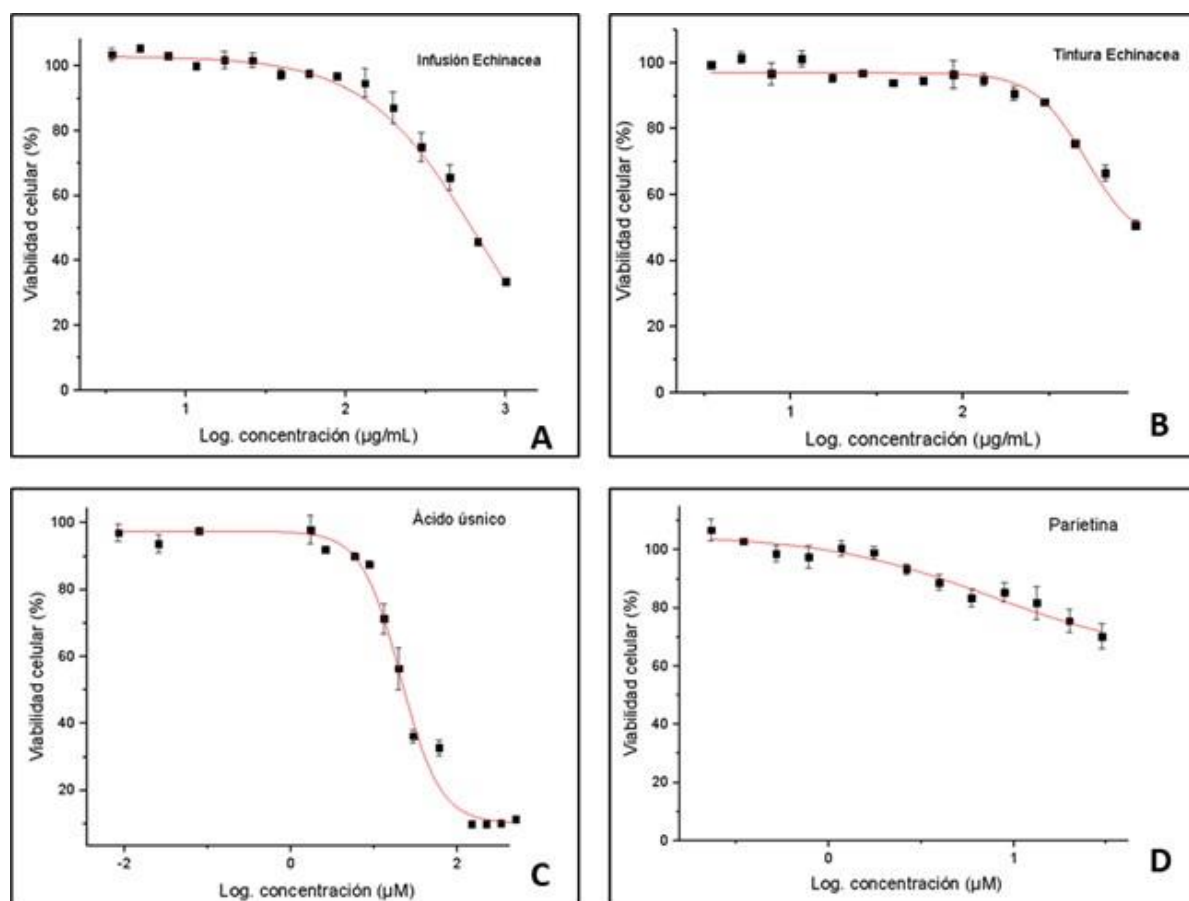 Infusión Echinacea
Viabilidad celular (%)
100
80
60
40
20
0
1
2
3
Log. concentración (µg/mL)
A
Tintura Echinacea
Viabilidad celular (%)
100
80
60
40
20
0
1
2
Log. concentración (µg/mL)
B
Ácido úsnico
Viabilidad celular (%)
100
80
60
40
20
-2
0
2
Log. concentración (µM)
C
Parietina
Viabilidad celular (%)
100
80
60
40
20
0
0
1
Log. concentración (µM)
D